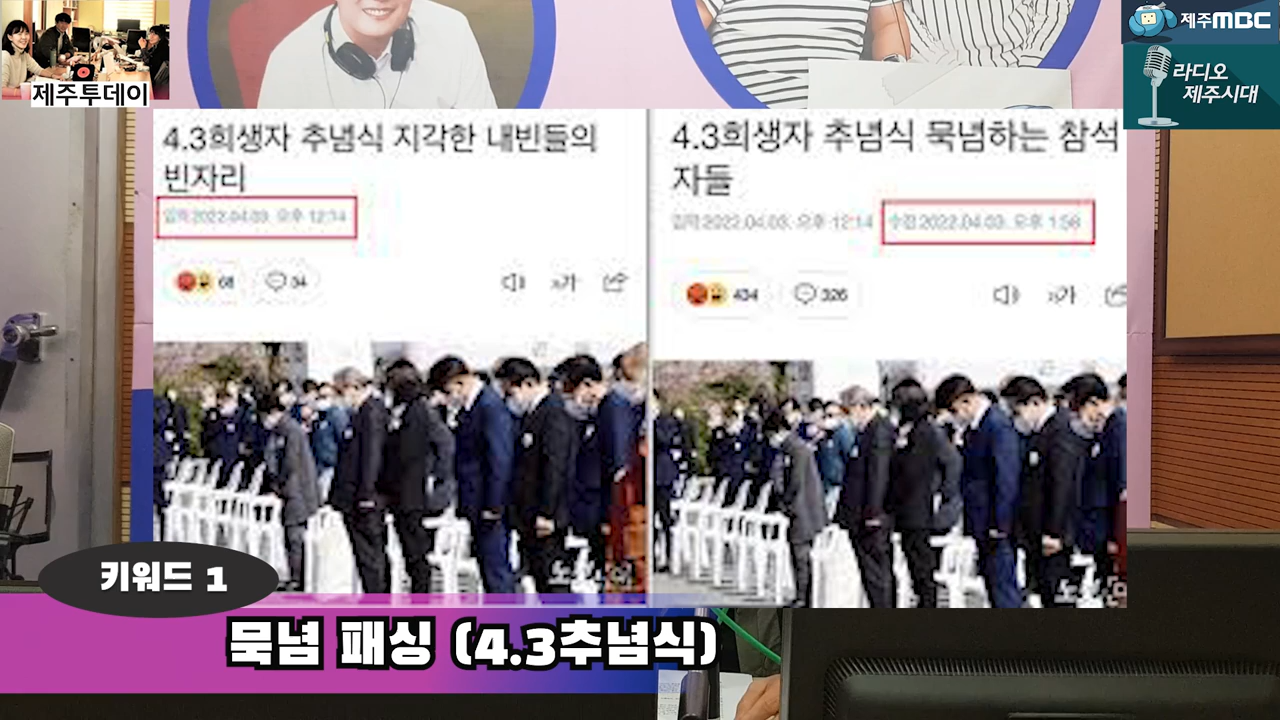 제주투데이
제주MBC
라디오
제주시대
4.3희생자 추념식 지각한 내빈들의
빈자리
입력 2022.04.03. 오후 12:14
68
34
가
4.3희생자 추념식 묵념하는 참석
자들
입력 2022.04.03. 오후 12:14 수정 2022.04.03. 오후 1:56
434
326
가
키워드 1
묵념 패싱 (4.3추념식)